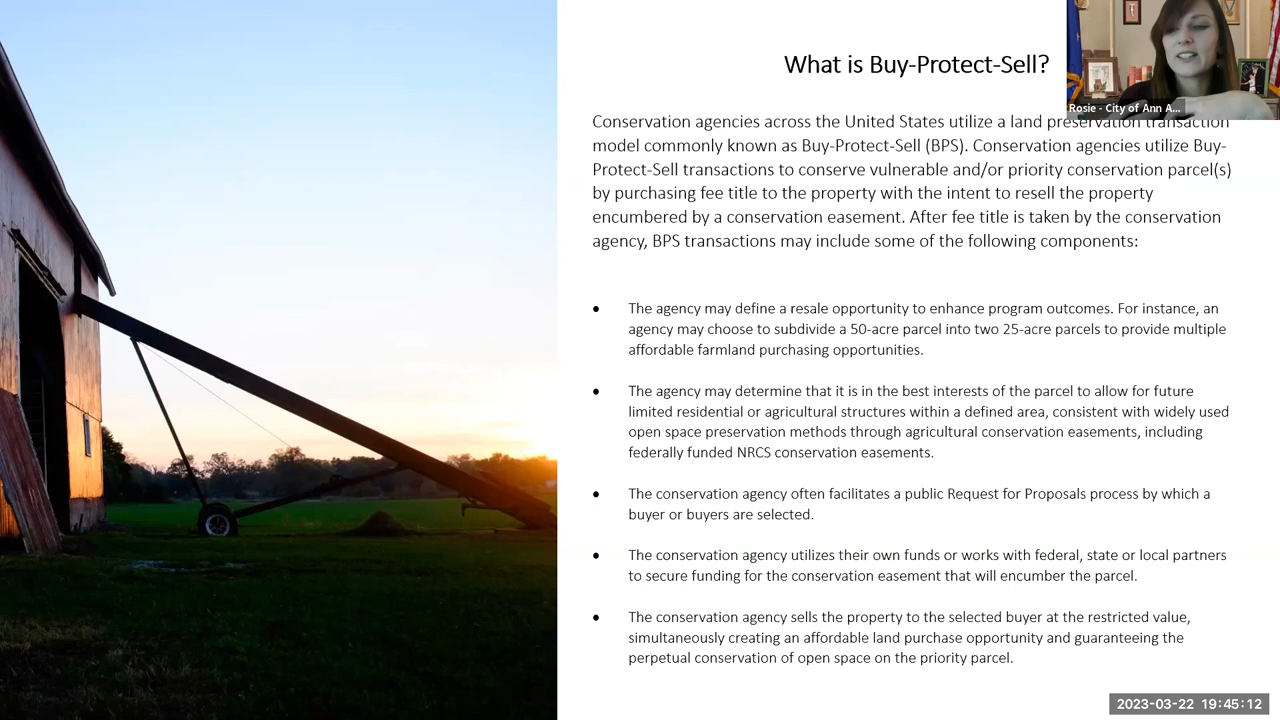 What is Buy-Protect-Sell?
Rosie - City of Ann A...
Conservation agencies across the United States utilize a land preservation transaction
model commonly known as Buy-Protect-Sell (BPS). Conservation agencies utilize Buy-
Protect-Sell transactions to conserve vulnerable and/or priority conservation parcel(s)
by purchasing fee title to the property with the intent to resell the property
encumbered by a conservation easement. After fee title is taken by the conservation
agency, BPS transactions may include some of the following components:
• The agency may define a resale opportunity to enhance program outcomes. For instance, an
agency may choose to subdivide a 50-acre parcel into two 25-acre parcels to provide multiple
affordable farmland purchasing opportunities.
• The agency may determine that it is in the best interests of the parcel to allow for future
limited residential or agricultural structures within a defined area, consistent with widely used
open space preservation methods through agricultural conservation easements, including
federally funded NRCS conservation easements.
• The conservation agency often facilitates a public Request for Proposals process by which a
buyer or buyers are selected.
• The conservation agency utilizes their own funds or works with federal, state or local partners
to secure funding for the conservation easement that will encumber the parcel.
• The conservation agency sells the property to the selected buyer at the restricted value,
simultaneously creating an affordable land purchase opportunity and guaranteeing the
perpetual conservation of open space on the priority parcel.
2023-03-22 19:45:12